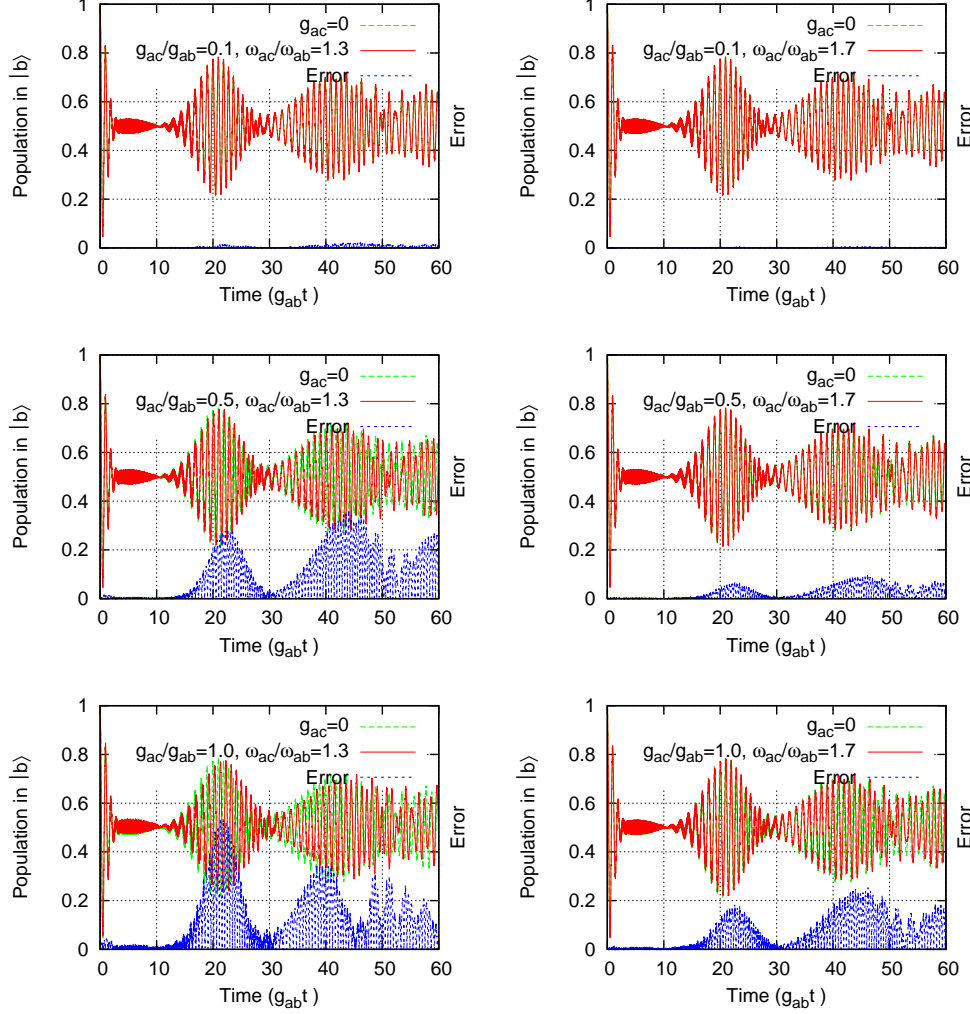 g_ac=0
g_ac/g_ab=0.1, ω_ac/ω_ab=1.3
Error
1
0.8
0.6
0.4
0.2
0
0 10 20 30 40 50 60
Population in |b⟩
Error
Time (g_ab t )
g_ac=0
g_ac/g_ab=0.1, ω_ac/ω_ab=1.7
Error
1
0.8
0.6
0.4
0.2
0
0 10 20 30 40 50 60
Population in |b⟩
Error
Time (g_ab t )
g_ac=0
g_ac/g_ab=0.5, ω_ac/ω_ab=1.3
Error
1
0.8
0.6
0.4
0.2
0
0 10 20 30 40 50 60
Population in |b⟩
Error
Time (g_ab t )
g_ac=0
g_ac/g_ab=0.5, ω_ac/ω_ab=1.7
Error
1
0.8
0.6
0.4
0.2
0
0 10 20 30 40 50 60
Population in |b⟩
Error
Time (g_ab t )
g_ac=0
g_ac/g_ab=1.0, ω_ac/ω_ab=1.3
Error
1
0.8
0.6
0.4
0.2
0
0 10 20 30 40 50 60
Population in |b⟩
Error
Time (g_ab t )
g_ac=0
g_ac/g_ab=1.0, ω_ac/ω_ab=1.7
Error
1
0.8
0.6
0.4
0.2
0
0 10 20 30 40 50 60
Population in |b⟩
Error
Time (g_ab t )